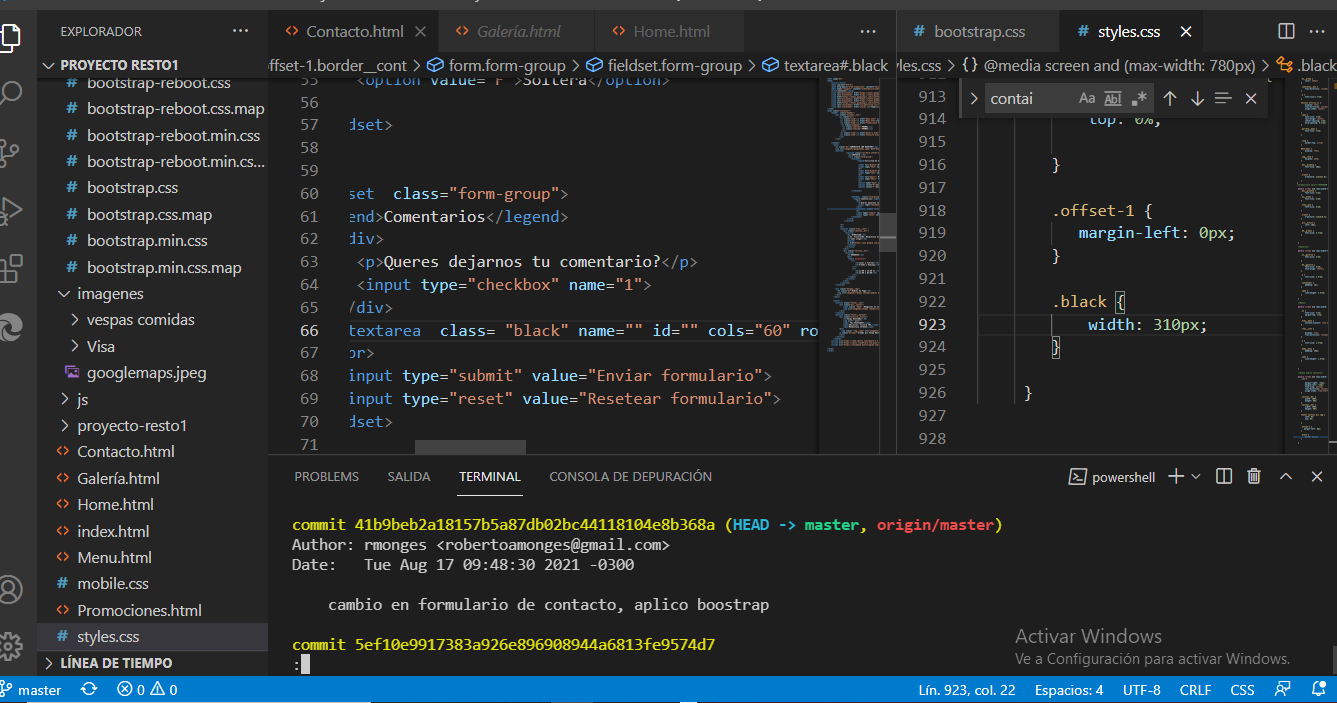 EXPLORADOR
PROYECTO RESTO1
# bootstrap-reboot.css
# bootstrap-reboot.css.map
# bootstrap-reboot.min.css
# bootstrap-reboot.min.cs...
# bootstrap.css
# bootstrap.css.map
# bootstrap.min.css
# bootstrap.min.css.map
imagenes
vespas comidas
Visa
googlemaps.jpeg
js
proyecto-resto1
<> Contacto.html
<> Galería.html
<> Home.html
<> index.html
<> Menu.html
# mobile.css
<> Promociones.html
# styles.css
LÍNEA DE TIEMPO
<> Contacto.html
<> Galería.html
<> Home.html
ffset-1.border__cont > form.form-group > fieldset.form-group > textarea#.black
55 <option value="F">Soltera</option>
56
57 dset>
58
59
60 set  class="form-group">
61 end>Comentarios</legend>
62 div>
63 <p>Queres dejarnos tu comentario?</p>
64 <input type="checkbox" name="1">
65 /div>
66 textarea  class= "black" name="" id="" cols="60" ro
67 or>
68 input type="submit" value="Enviar formulario">
69 input type="reset" value="Resetear formulario">
70 dset>
71
# bootstrap.css
# styles.css
yles.css > {} @media screen and (max-width: 780px) > .black
contai
Aa Abl .*
913
914 top: 0%;
915
916 }
917
918 .offset-1 {
919 margin-left: 0px;
920 }
921
922 .black {
923 width: 310px;
924 }
925
926 }
927
928
PROBLEMS SALIDA TERMINAL CONSOLA DE DEPURACIÓN
powershell
commit 41b9beb2a18157b5a87db02bc44118104e8b368a (HEAD -> master, origin/master)
Author: rmonges <robertoamonges@gmail.com>
Date:   Tue Aug 17 09:48:30 2021 -0300
cambio en formulario de contacto, aplico boostrap
commit 5ef10e9917383a926e896908944a6813fe9574d7
:
Activar Windows
Ve a Configuración para activar Windows.
master 0 0
Lín. 923, col. 22 Espacios: 4 UTF-8 CRLF CSS